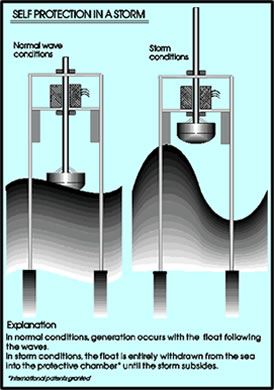 SELF PROTECTION IN A STORM
Normal wave
conditions
Storm
conditions
Explanation
In normal conditions, generation occurs with the float following
the waves.
In storm conditions, the float is entirely withdrawn from the sea
into the protective chamber* until the storm subsides.
*International patents granted